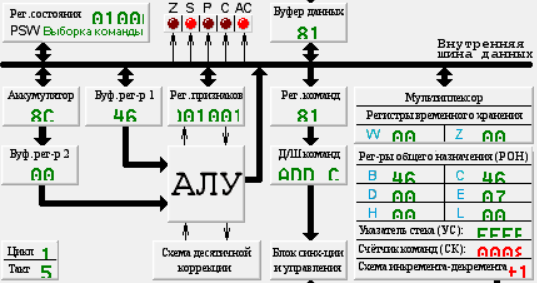 Z S P C AC
Рег.состояния
PSW Выборка команды
Буфер данных
81
Внутренняя
шина данных
Аккумулятор
8C
Буф.рег-р 1
46
Рег.признаков
Рег.команд
81
Мультиплексор
Регистры временного хранения
W 00 Z 00
Буф.рег-р 2
00
АЛУ
Д/Ш команд
ADD C
Рег-ры общего назначения (РОН)
B 46 C 46
D 00 E 07
H 00 L 00
Указатель стека (УС): FFFF
Счётчик команд (СК):
Схема инкремента-декремента +1
Цикл 1
Такт 5
Схема десятичной
коррекции
Блок синх-ции
и управления